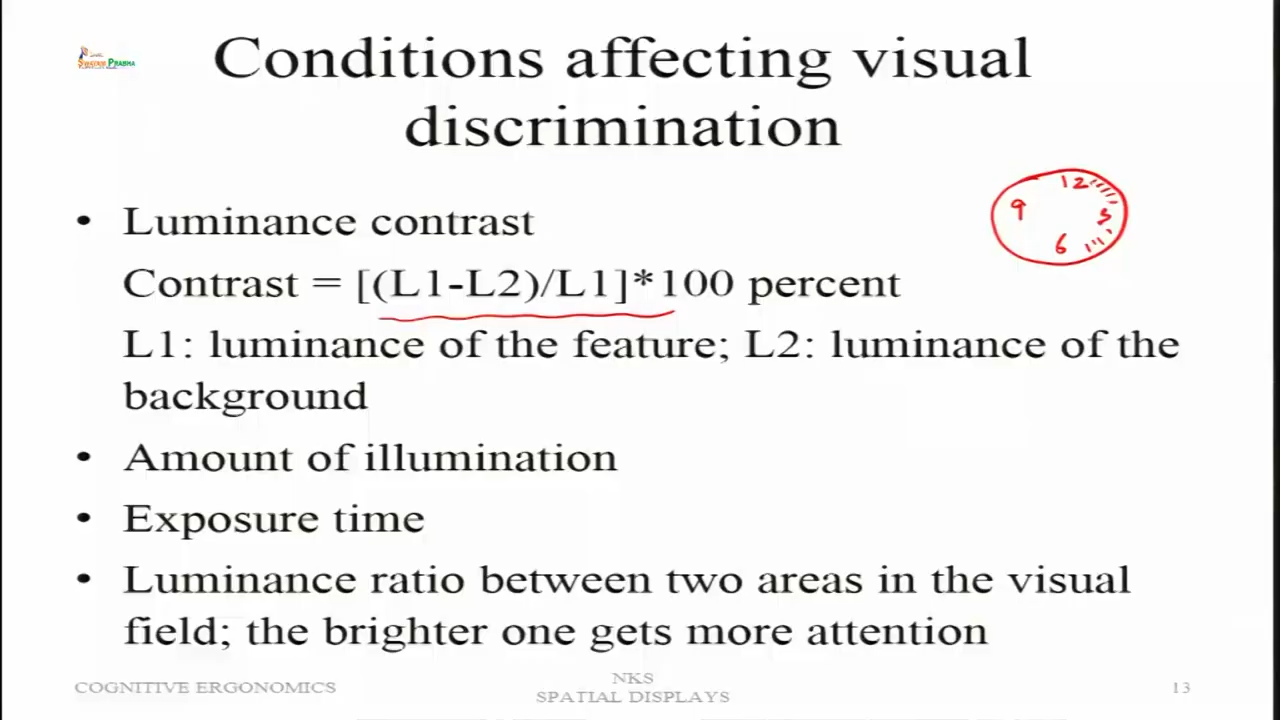 SWAYAM PRABHA
Conditions affecting visual
discrimination
• Luminance contrast
Contrast = [(L1-L2)/L1]*100 percent
L1: luminance of the feature; L2: luminance of the
background
• Amount of illumination
• Exposure time
• Luminance ratio between two areas in the visual
field; the brighter one gets more attention
12
9
3
6
COGNITIVE ERGONOMICS
NKS
SPATIAL DISPLAYS
13